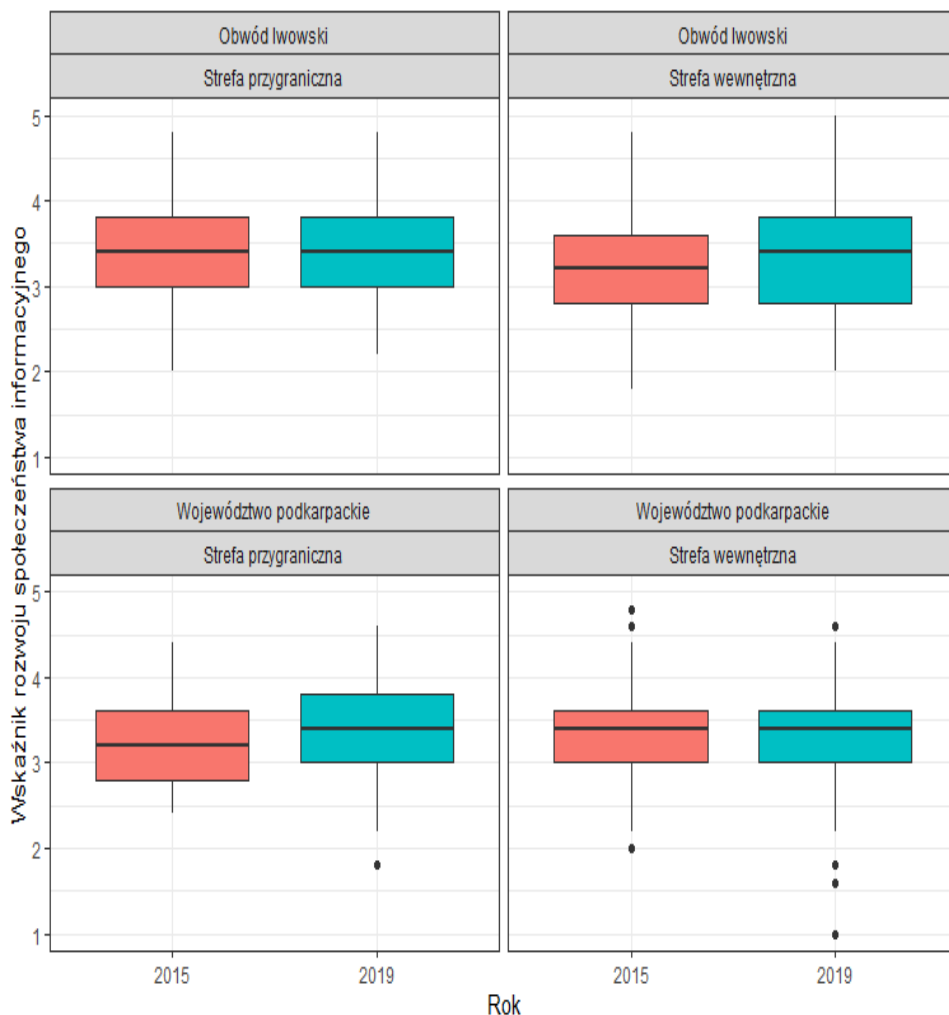 Obwód lwowski
Obwód lwowski
Strefa przygraniczna
Strefa wewnętrzna
5
4
3
2
1
Województwo podkarpackie
Województwo podkarpackie
Strefa przygraniczna
Strefa wewnętrzna
5
4
3
2
1
2015
2019
2015
2019
Rok
Wskaźnik rozwoju społeczeństwa informacyjnego